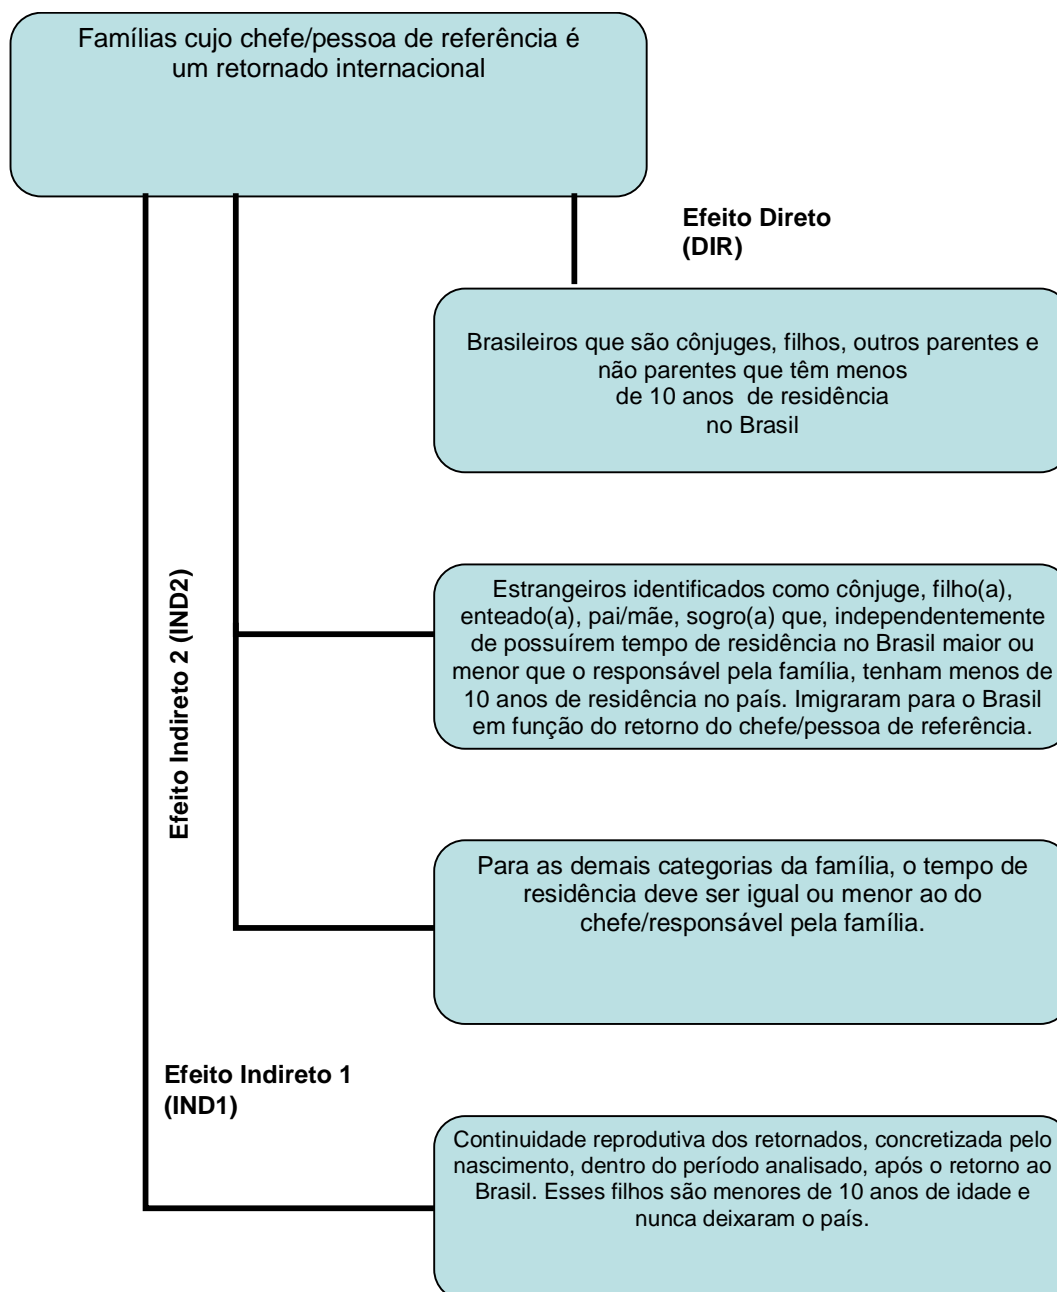 Famílias cujo chefe/pessoa de referência é
um retornado internacional
Efeito Direto
(DIR)
Brasileiros que são cônjuges, filhos, outros parentes e
não parentes que têm menos
de 10 anos de residência
no Brasil
Efeito Indireto 2 (IND2)
Estrangeiros identificados como cônjuge, filho(a),
enteado(a), pai/mãe, sogro(a) que, independentemente
de possuírem tempo de residência no Brasil maior ou
menor que o responsável pela família, tenham menos de
10 anos de residência no país. Imigraram para o Brasil
em função do retorno do chefe/pessoa de referência.
Para as demais categorias da família, o tempo de
residência deve ser igual ou menor ao do
chefe/responsável pela família.
Efeito Indireto 1
(IND1)
Continuidade reprodutiva dos retornados, concretizada pelo
nascimento, dentro do período analisado, após o retorno ao
Brasil. Esses filhos são menores de 10 anos de idade e
nunca deixaram o país.